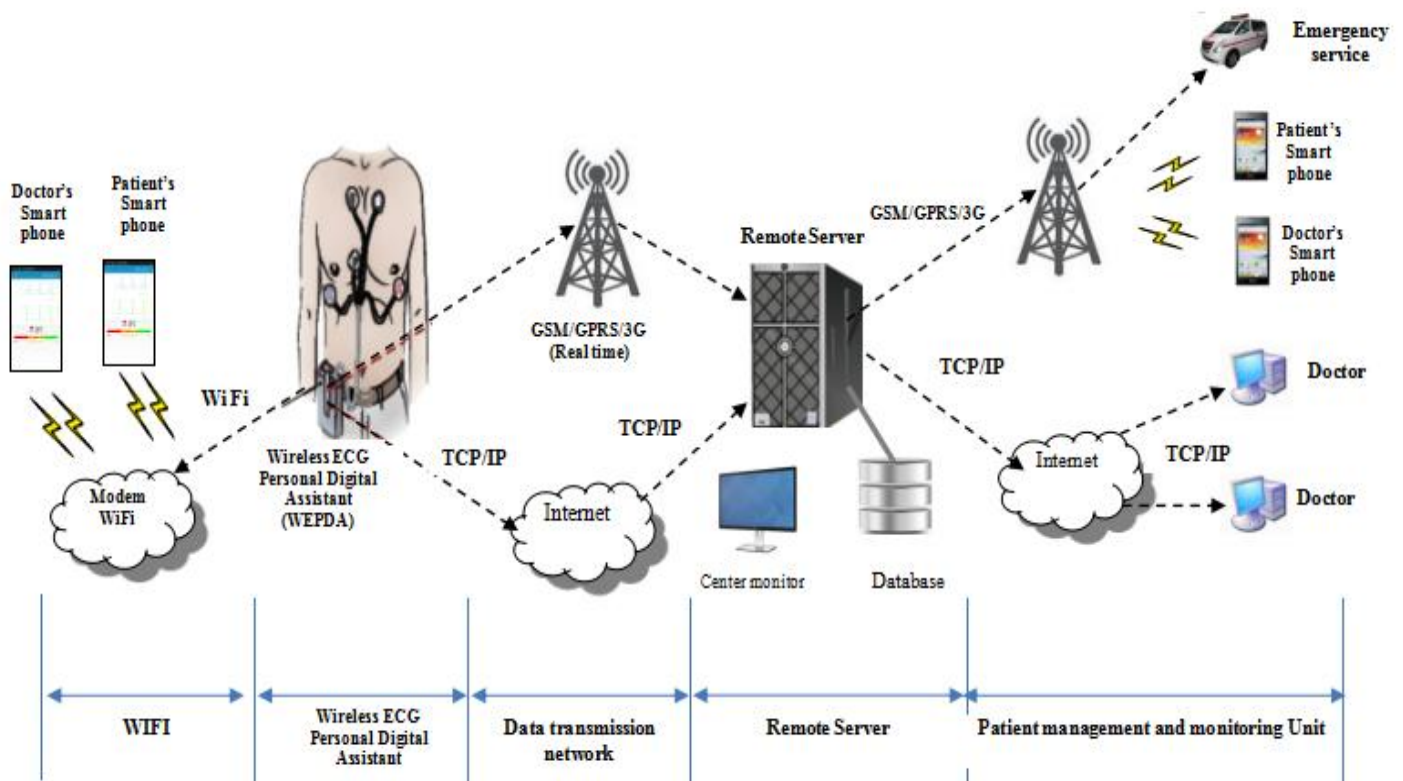 Emergency
service
Patient's
Smart
phone
Doctor's
Smart
phone
Doctor's
Smart
phone
Patient's
Smart
phone
GSM/GPRS/3G
Remote Server
GSM/GPRS/3G
(Real time)
TCP/IP
Doctor
WiFi
TCP/IP
TCP/IP
Wireless ECG
Personal Digital
Assistant
(WEPDA)
Internet
TCP/IP
Modem
WiFi
Internet
Doctor
Center monitor
Database
WIFI
Wireless ECG
Personal Digital
Assistant
Data transmission
network
Remote Server
Patient management and monitoring Unit